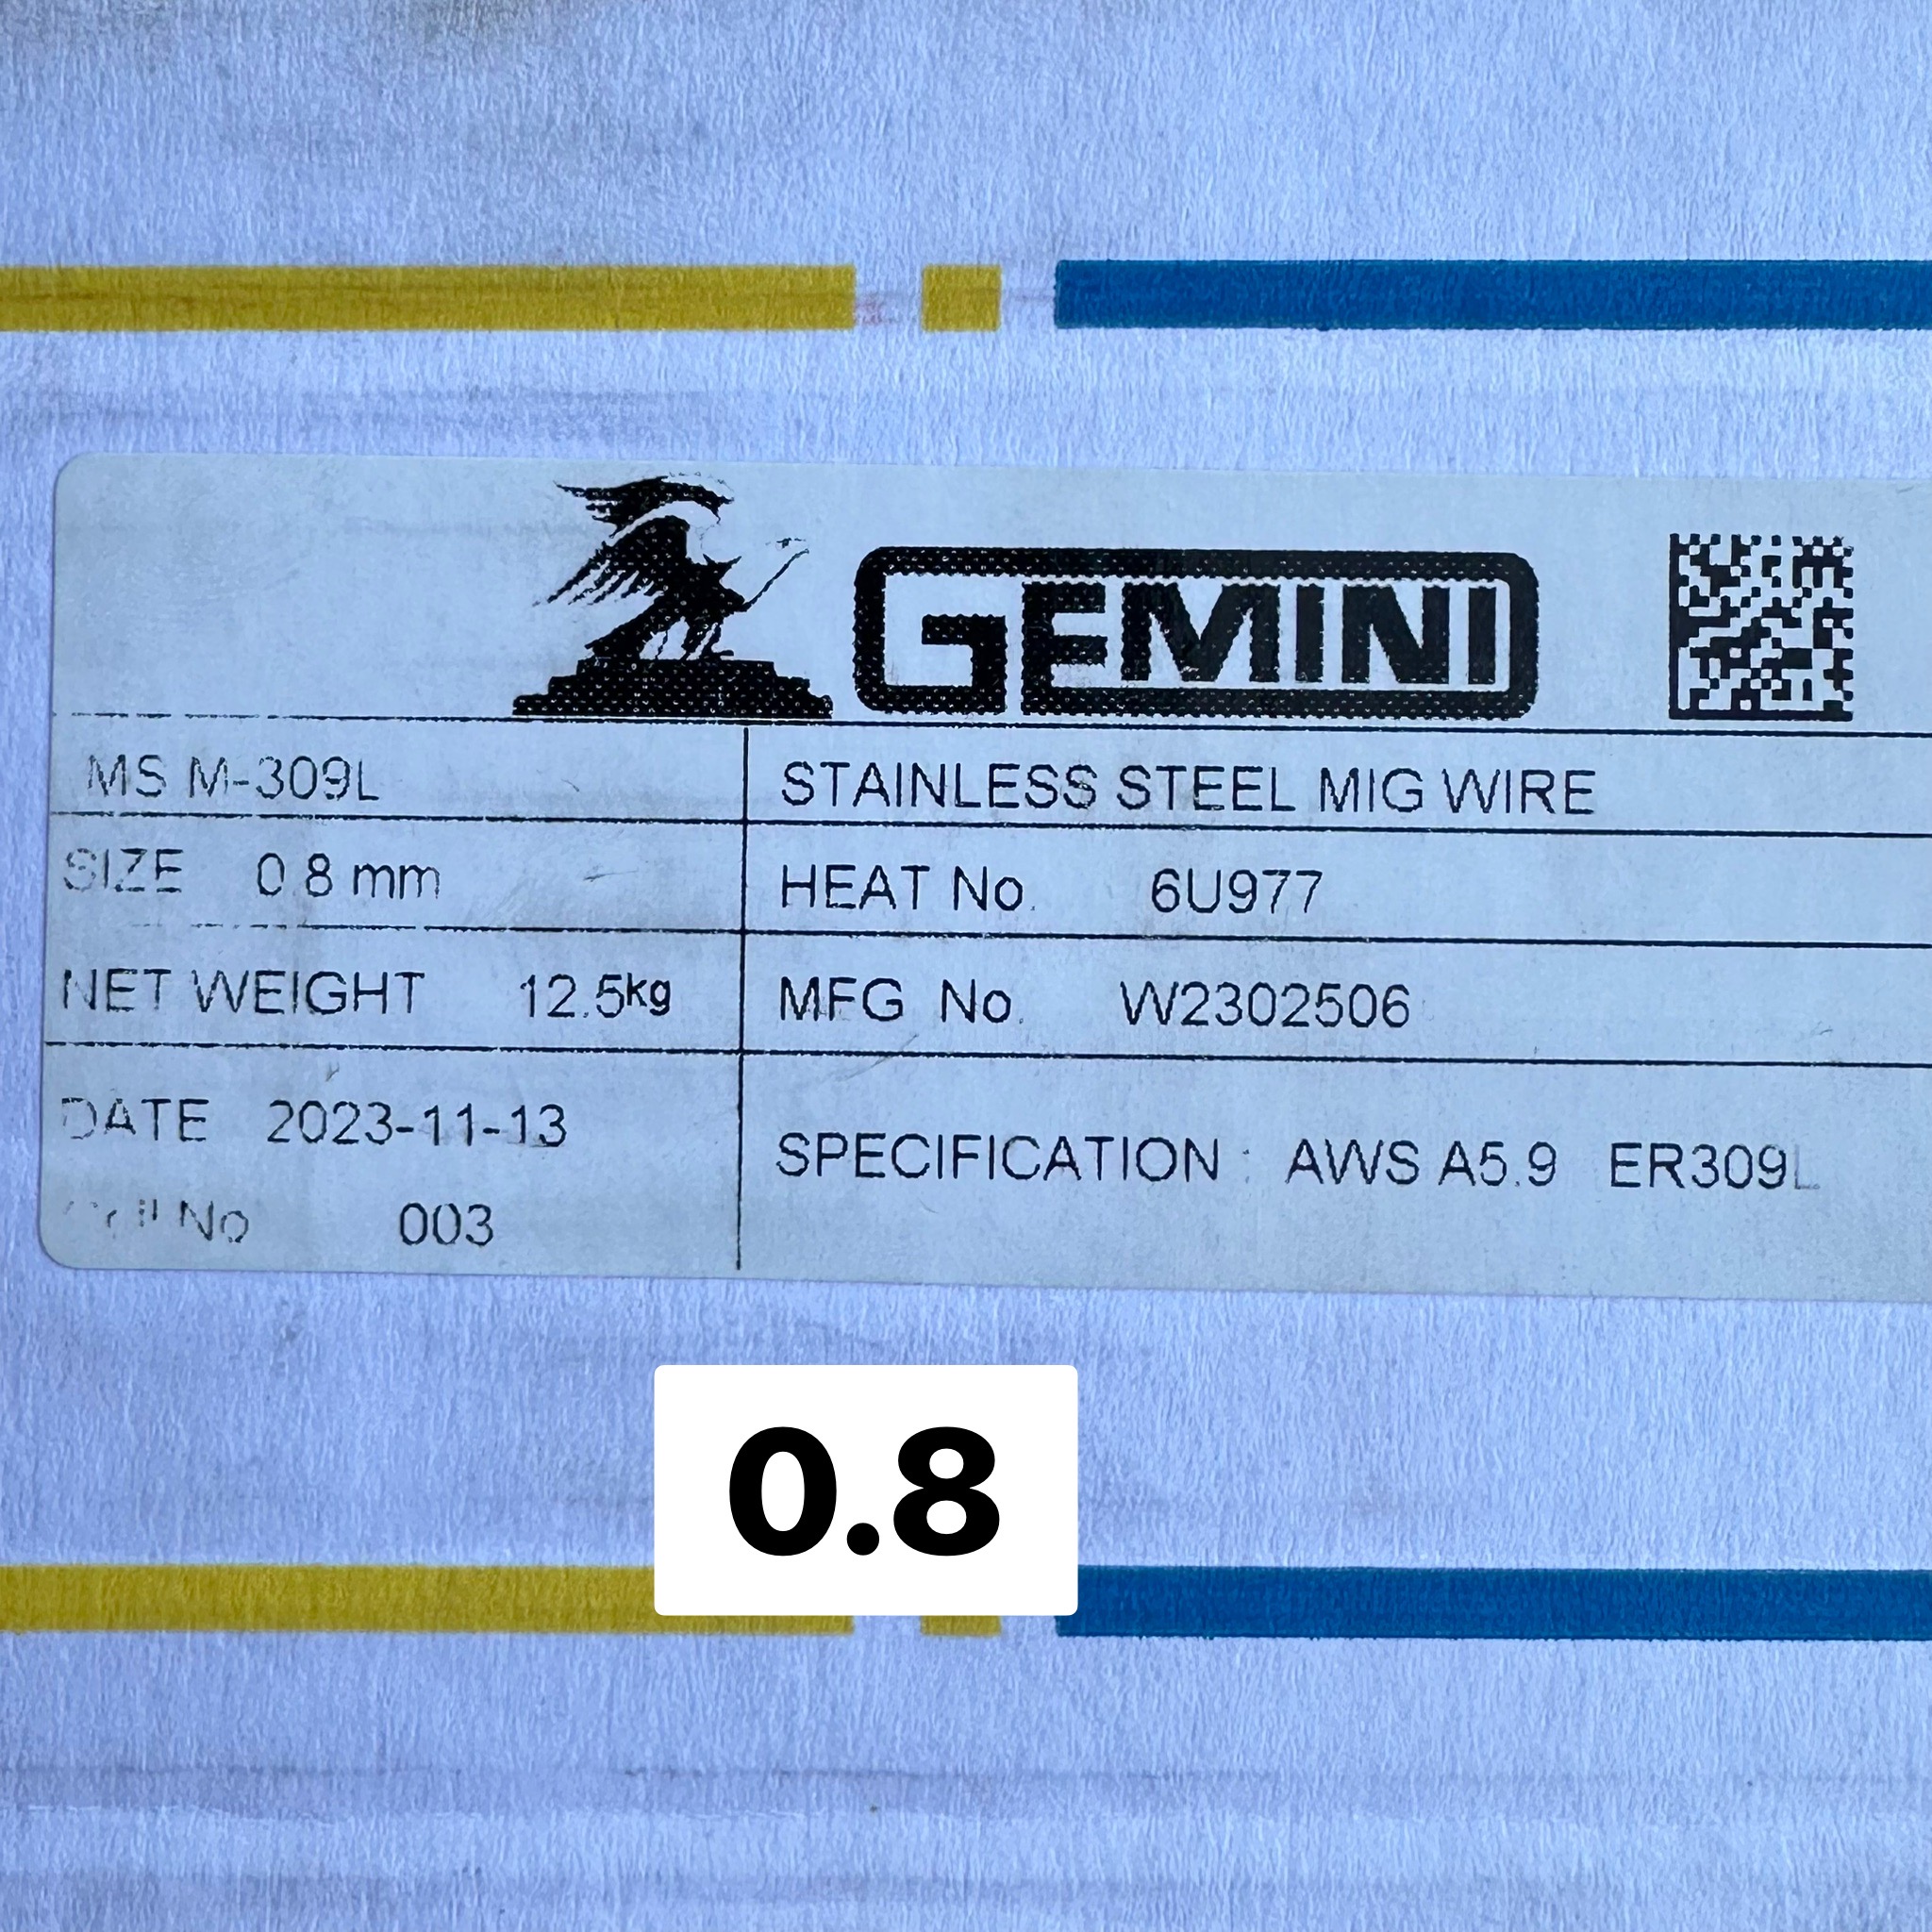 GEMINI
MS M-309L STAINLESS STEEL MIG WIRE
SIZE 0.8 mm HEAT No. 6U977
NET WEIGHT 12.5kg MFG No. W2302506
DATE 2023-11-13
SPECIFICATION : AWS A5.9 ER309L
No 003
0.8